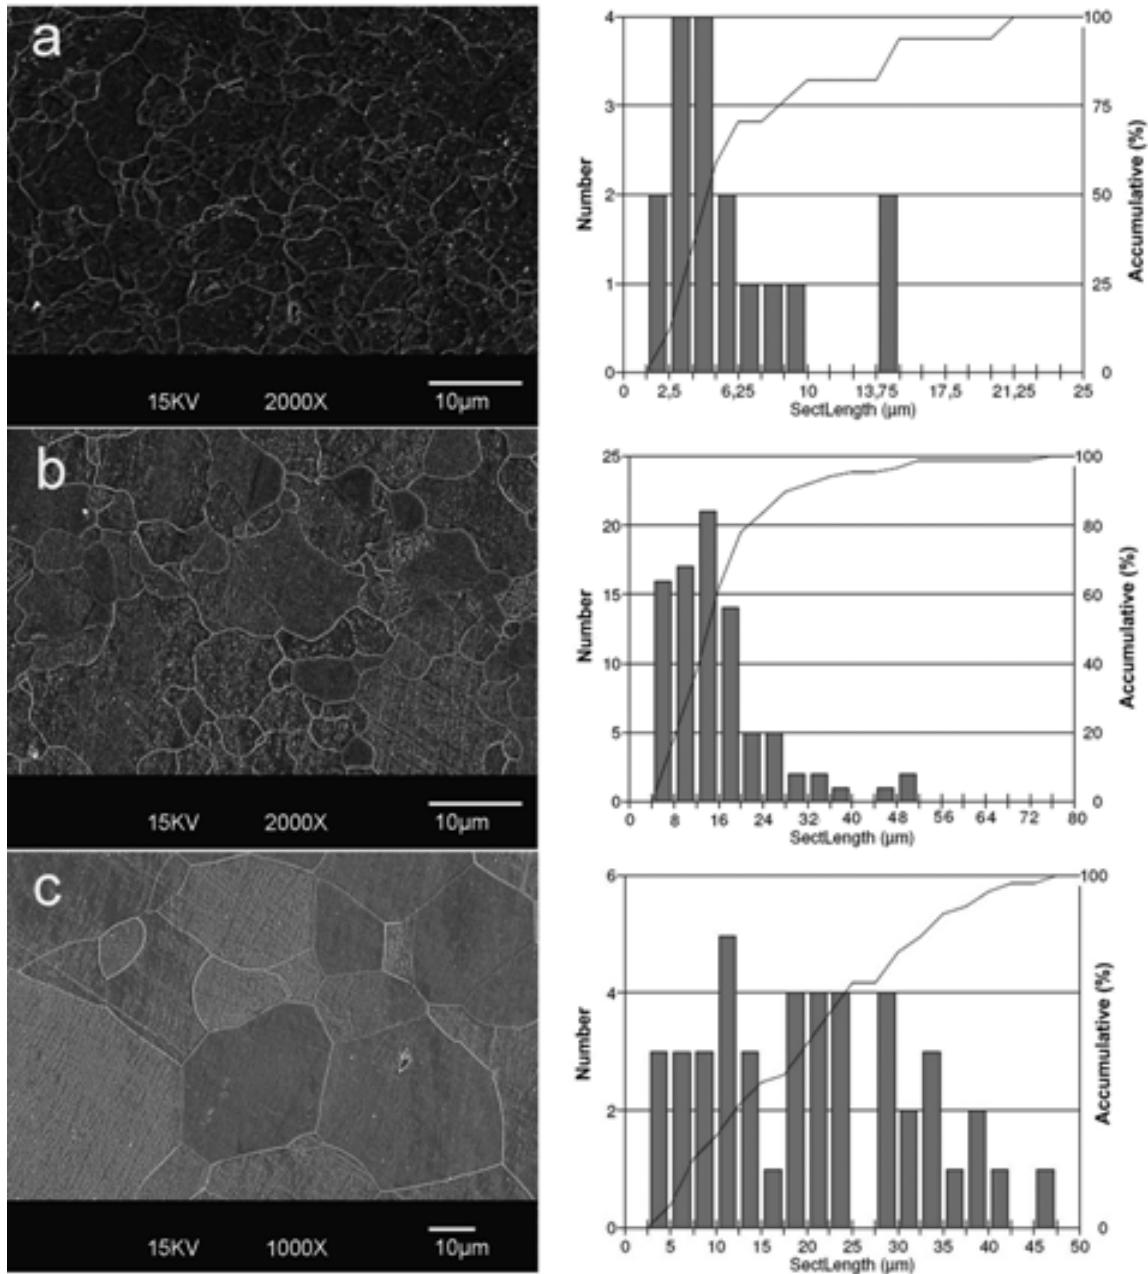 a
15KV 2000X 10µm
4 100
3 75
2 50
1 25
0 0
0 2,5 6,25 10 13,75 17,5 21,25 25
SectLength (µm)
Number
Accumulative (%)
b
15KV 2000X 10µm
25 100
20 80
15 60
10 40
5 20
0 0
0 8 16 24 32 40 48 56 64 72 80
SectLength (µm)
Number
Accumulative (%)
c
15KV 1000X 10µm
6 100
4
2
0 0
0 5 10 15 20 25 30 35 40 45 50
SectLength (µm)
Number
Accumulative (%)